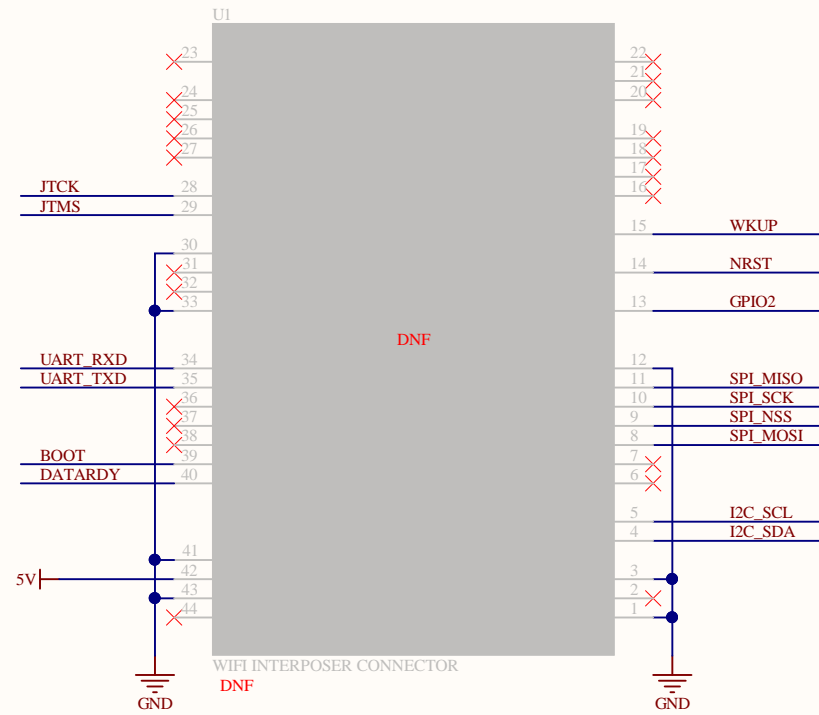 U1
23
22
21
24
20
25
26
19
27
18
17
JTCK
28
16
JTMS
29
15
WKUP
30
31
14
NRST
32
33
13
GPIO2
DNF
UART_RXD
34
12
UART_TXD
35
11
SPI_MISO
36
10
SPI_SCK
37
9
SPI_NSS
38
8
SPI_MOSI
BOOT
39
7
DATARDY
40
6
5
I2C_SCL
4
I2C_SDA
41
5V
42
3
43
2
44
1
WIFI INTERPOSER CONNECTOR
DNF
GND
GND